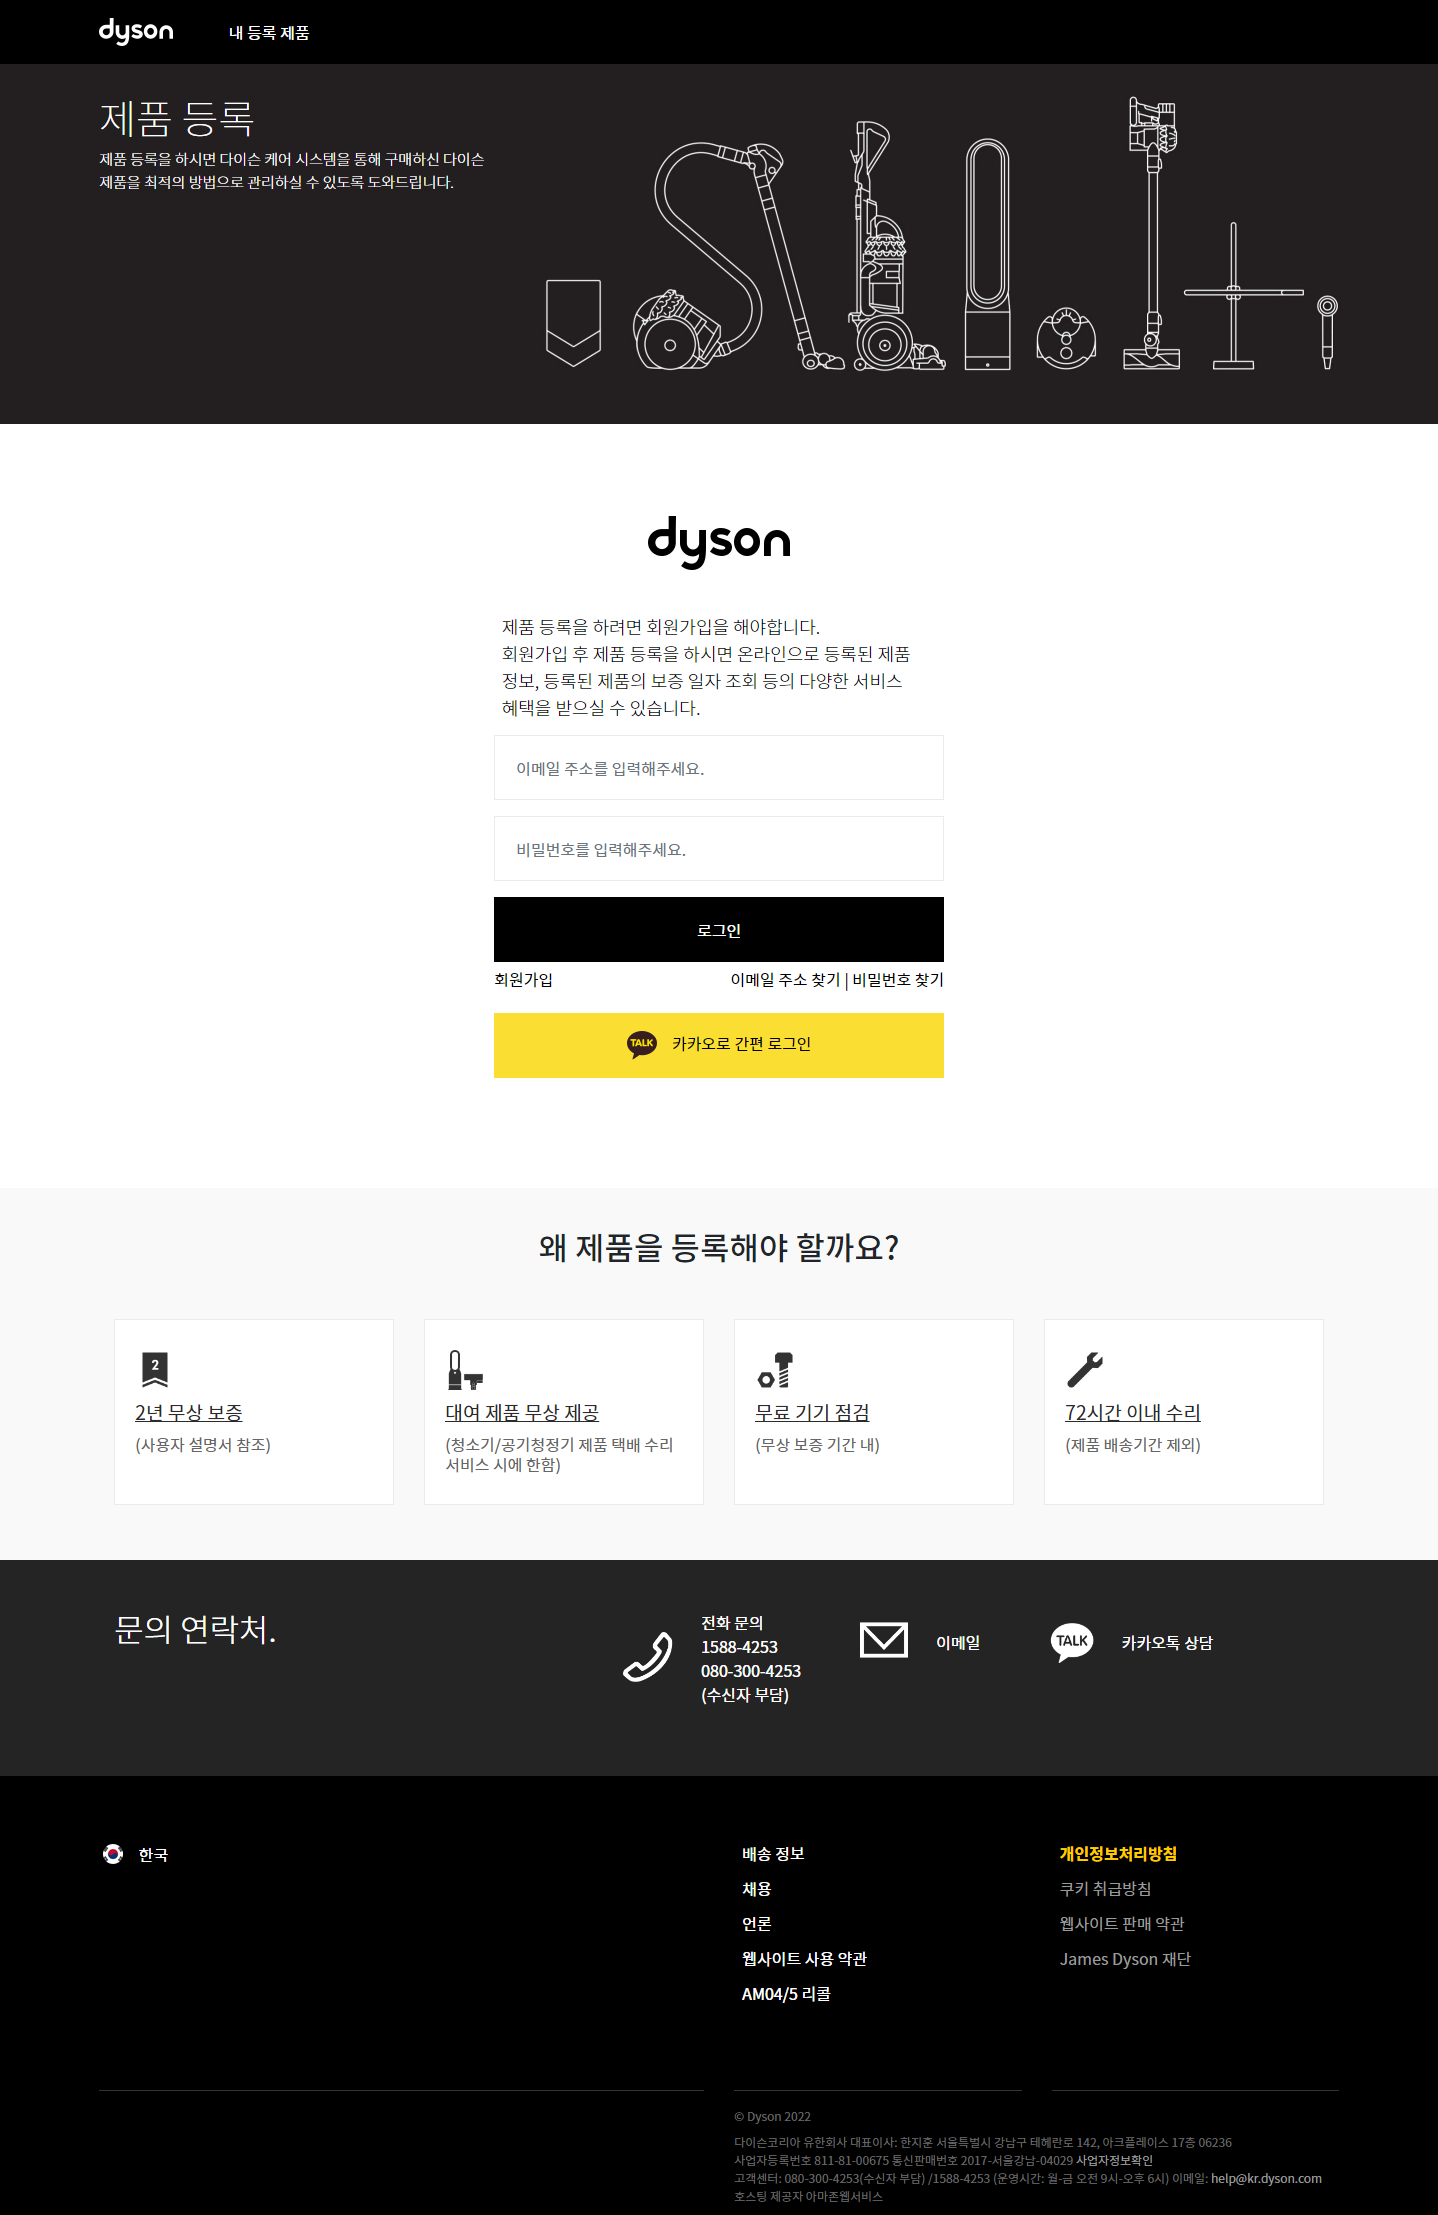 dyson
내 등록 제품
제품 등록
제품 등록을 하시면 다이슨 케어 시스템을 통해 구매하신 다이슨
제품을 최적의 방법으로 관리하실 수 있도록 도와드립니다.
dyson
제품 등록을 하려면 회원가입을 해야합니다.
회원가입 후 제품 등록을 하시면 온라인으로 등록된 제품
정보, 등록된 제품의 보증 일자 조회 등의 다양한 서비스
혜택을 받으실 수 있습니다.
이메일 주소를 입력해주세요.
비밀번호를 입력해주세요.
로그인
회원가입
이메일 주소 찾기 | 비밀번호 찾기
TALK 카카오로 간편 로그인
왜 제품을 등록해야 할까요?
2
2년 무상 보증
(사용자 설명서 참조)
대여 제품 무상 제공
(청소기/공기청정기 제품 택배 수리
서비스 시에 한함)
무료 기기 점검
(무상 보증 기간 내)
72시간 이내 수리
(제품 배송기간 제외)
문의 연락처.
전화 문의
1588-4253
080-300-4253
(수신자 부담)
이메일
TALK 카카오톡 상담
한국
배송 정보
채용
언론
웹사이트 사용 약관
AM04/5 리콜
개인정보처리방침
쿠키 취급방침
웹사이트 판매 약관
James Dyson 재단
© Dyson 2022
다이슨코리아 유한회사 대표이사: 한지훈 서울특별시 강남구 테헤란로 142, 아크플레이스 17층 06236
사업자등록번호 811-81-00675 통신판매번호 2017-서울강남-04029 사업자정보확인
고객센터: 080-300-4253(수신자 부담) /1588-4253 (운영시간: 월-금 오전 9시-오후 6시) 이메일: help@kr.dyson.com
호스팅 제공자 아마존웹서비스